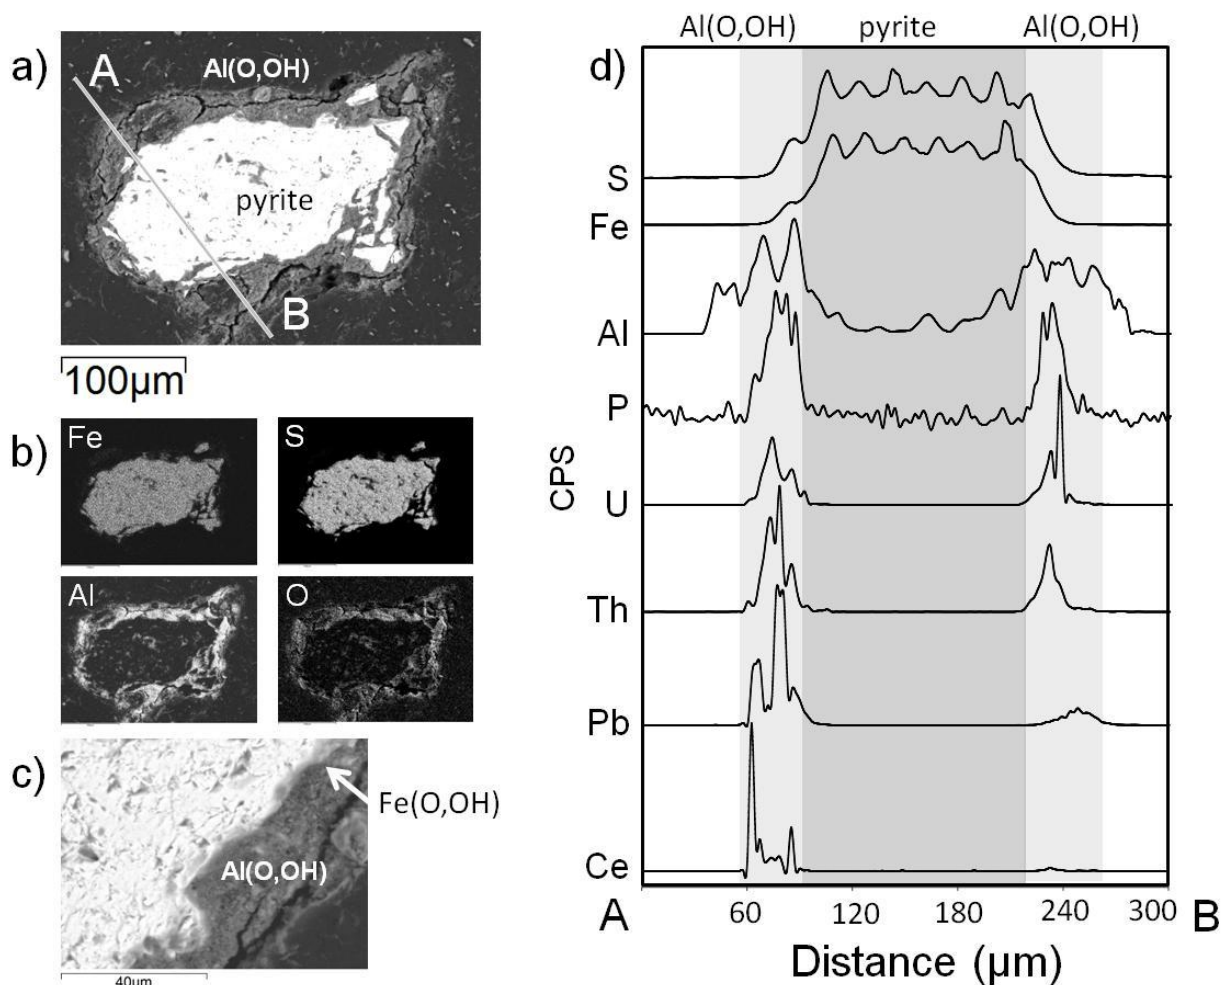 a)
A
Al(O,OH)
pyrite
B
100µm
b)
Fe
S
Al
O
c)
Fe(O,OH)
Al(O,OH)
40µm
d)
Al(O,OH) pyrite Al(O,OH)
S
Fe
Al
P
U
Th
Pb
Ce
CPS
A 60 120 180 240 300 B
Distance (µm)